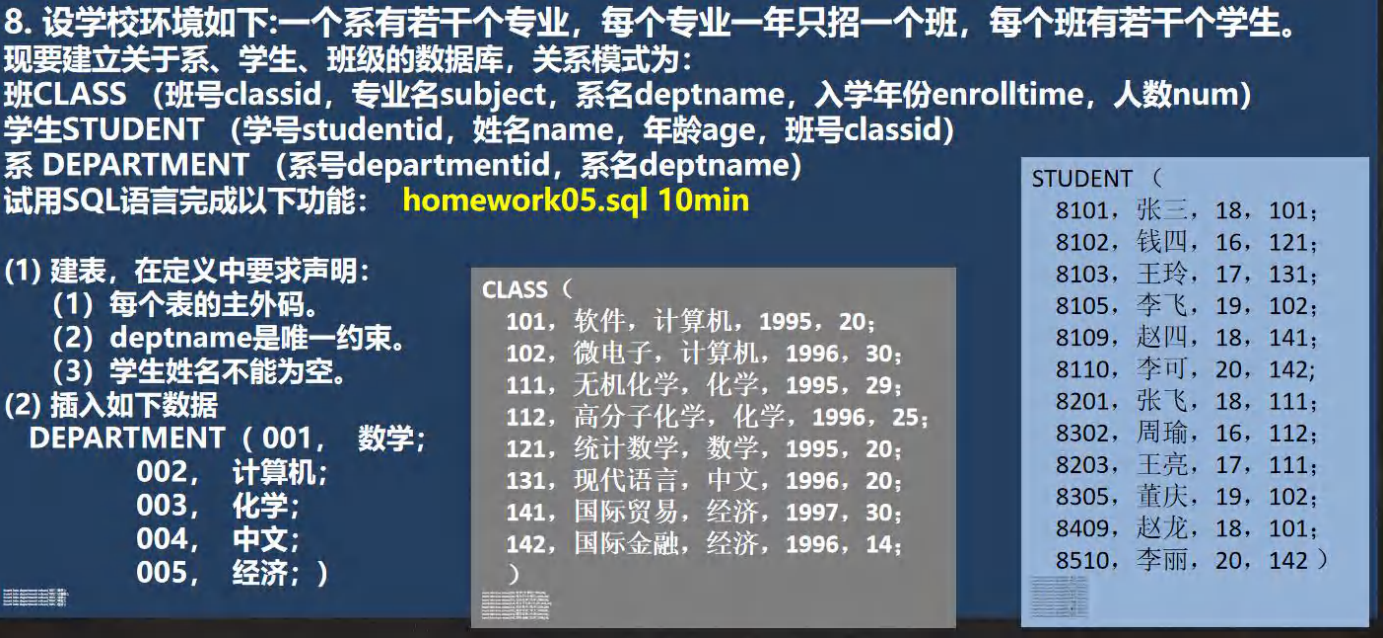 8. 设学校环境如下:一个系有若干个专业，每个专业一年只招一个班，每个班有若干个学生。
现要建立关于系、学生、班级的数据库，关系模式为：
班CLASS （班号classid，专业名subject，系名deptname，入学年份enrolltime，人数num）
学生STUDENT （学号studentid，姓名name，年龄age，班号classid）
系 DEPARTMENT （系号departmentid，系名deptname）
试用SQL语言完成以下功能： homework05.sql 10min
(1) 建表，在定义中要求声明：
（1）每个表的主外码。
（2）deptname是唯一约束。
（3）学生姓名不能为空。
(2) 插入如下数据
DEPARTMENT（ 001， 数学；
002， 计算机；
003， 化学；
004， 中文；
005， 经济；）
CLASS（
101，软件，计算机，1995，20；
102，微电子，计算机，1996，30；
111，无机化学，化学，1995，29；
112，高分子化学，化学，1996，25；
121，统计数学，数学，1995，20；
131，现代语言，中文，1996，20；
141，国际贸易，经济，1997，30；
142，国际金融，经济，1996，14；
）
STUDENT （
8101，张三，18，101；
8102，钱四，16，121；
8103，王玲，17，131；
8105，李飞，19，102；
8109，赵四，18，141；
8110，李可，20，142;
8201，张飞，18，111；
8302，周瑜，16，112；
8203，王亮，17，111；
8305，董庆，19，102；
8409，赵龙，18，101；
8510，李丽，20，142 ）